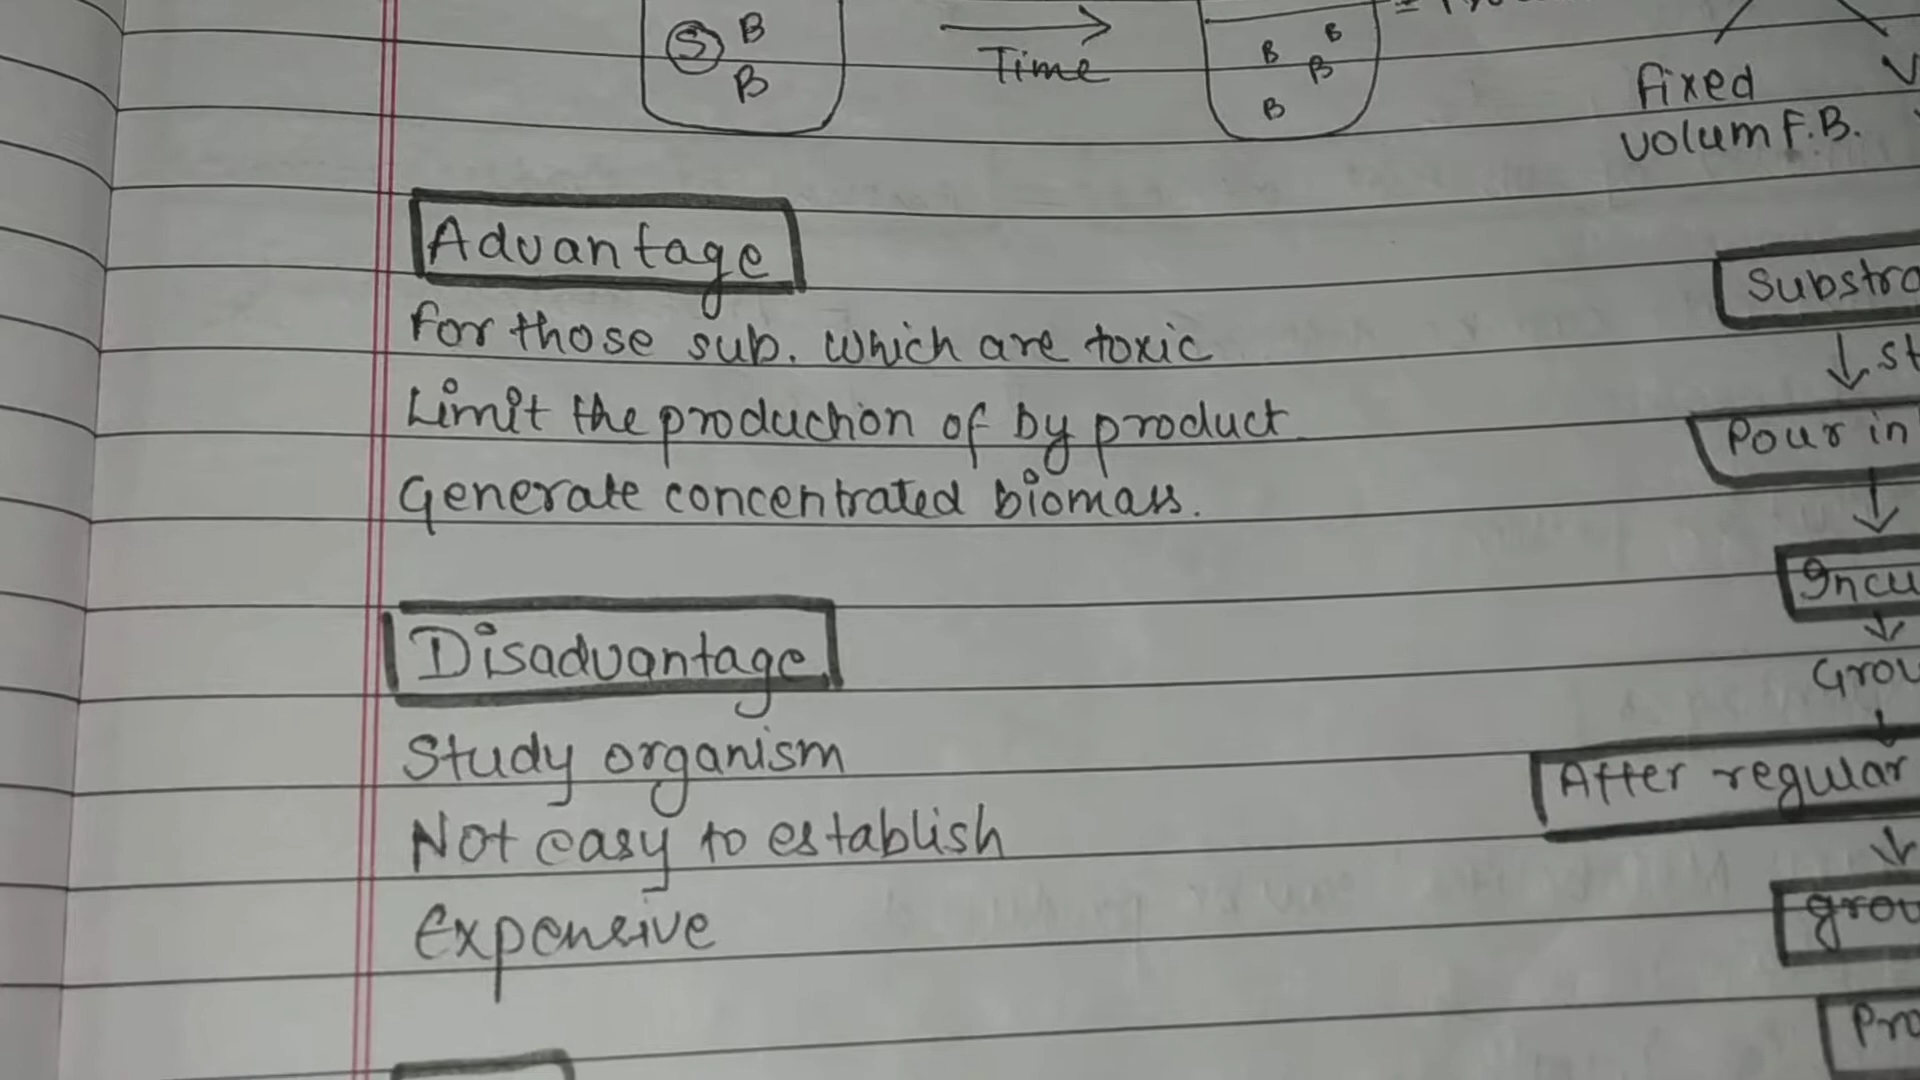 S B
B
Time
B B
B
B
fixed
volum F.B.
Advantage
For those sub. which are toxic
Limit the production of by product
Generate concentrated biomass.
Disadvantage
Study organism
Not easy to establish
Expensive
Pour in
After regular